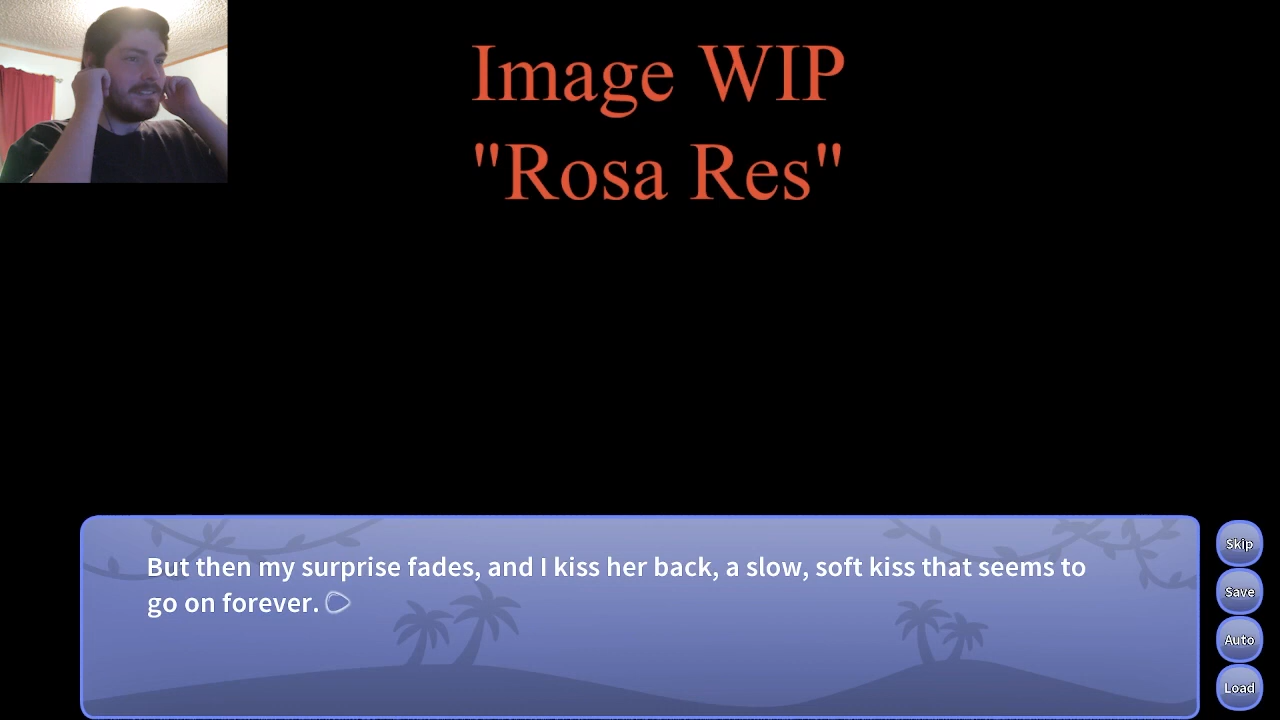 Image WIP
"Rosa Res"
But then my surprise fades, and I kiss her back, a slow, soft kiss that seems to
go on forever.
Skip
Save
Auto
Load